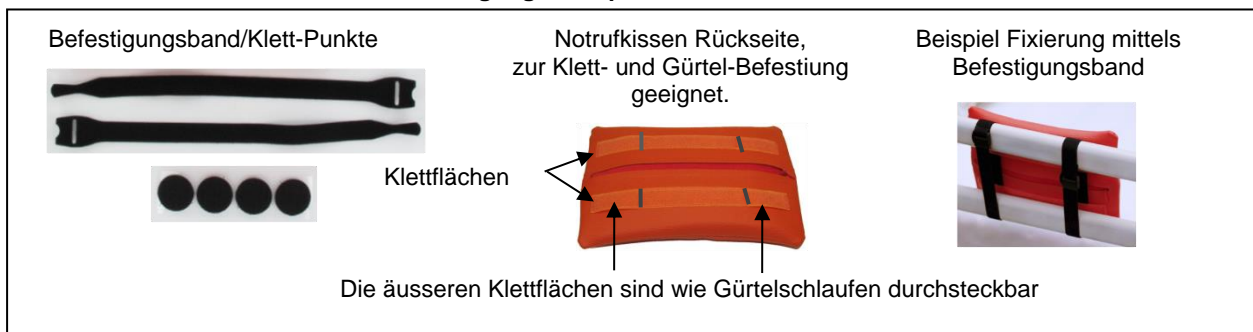 Befestigungsband/Klett-Punkte
Notrufkissen Rückseite,
zur Klett- und Gürtel-Befestiung
geeignet.
Beispiel Fixierung mittels
Befestigungsband
Klettflächen
Die äusseren Klettflächen sind wie Gürtelschlaufen durchsteckbar